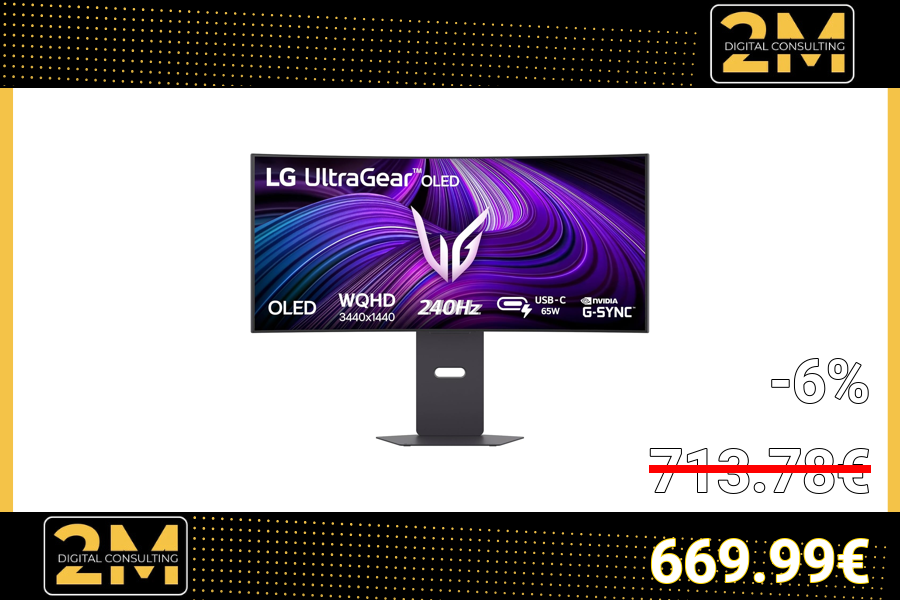 2M
DIGITAL CONSULTING
LG UltraGear™ OLED
OLED
WQHD
3440x1440
240Hz
USB-C
65W
NVIDIA
G-SYNC™
-6%
713.78€
2M
DIGITAL CONSULTING
669.99€